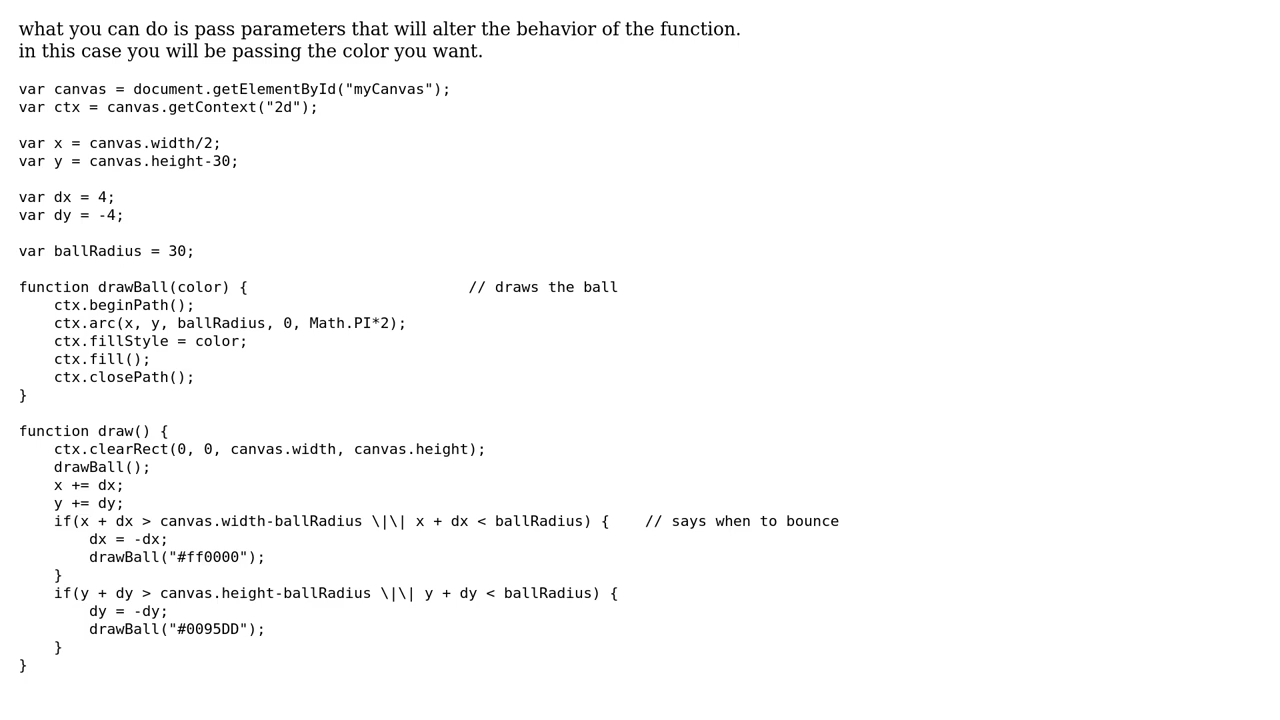 what you can do is pass parameters that will alter the behavior of the function.
in this case you will be passing the color you want.

var canvas = document.getElementById("myCanvas");
var ctx = canvas.getContext("2d");

var x = canvas.width/2;
var y = canvas.height-30;

var dx = 4;
var dy = -4;

var ballRadius = 30;

function drawBall(color) {                         // draws the ball
    ctx.beginPath();
    ctx.arc(x, y, ballRadius, 0, Math.PI*2);
    ctx.fillStyle = color;
    ctx.fill();
    ctx.closePath();
}

function draw() {
    ctx.clearRect(0, 0, canvas.width, canvas.height);
    drawBall();
    x += dx;
    y += dy;
    if(x + dx > canvas.width-ballRadius \|\| x + dx < ballRadius) {    // says when to bounce
        dx = -dx;
        drawBall("#ff0000");
    }
    if(y + dy > canvas.height-ballRadius \|\| y + dy < ballRadius) {
        dy = -dy;
        drawBall("#0095DD");
    }
}